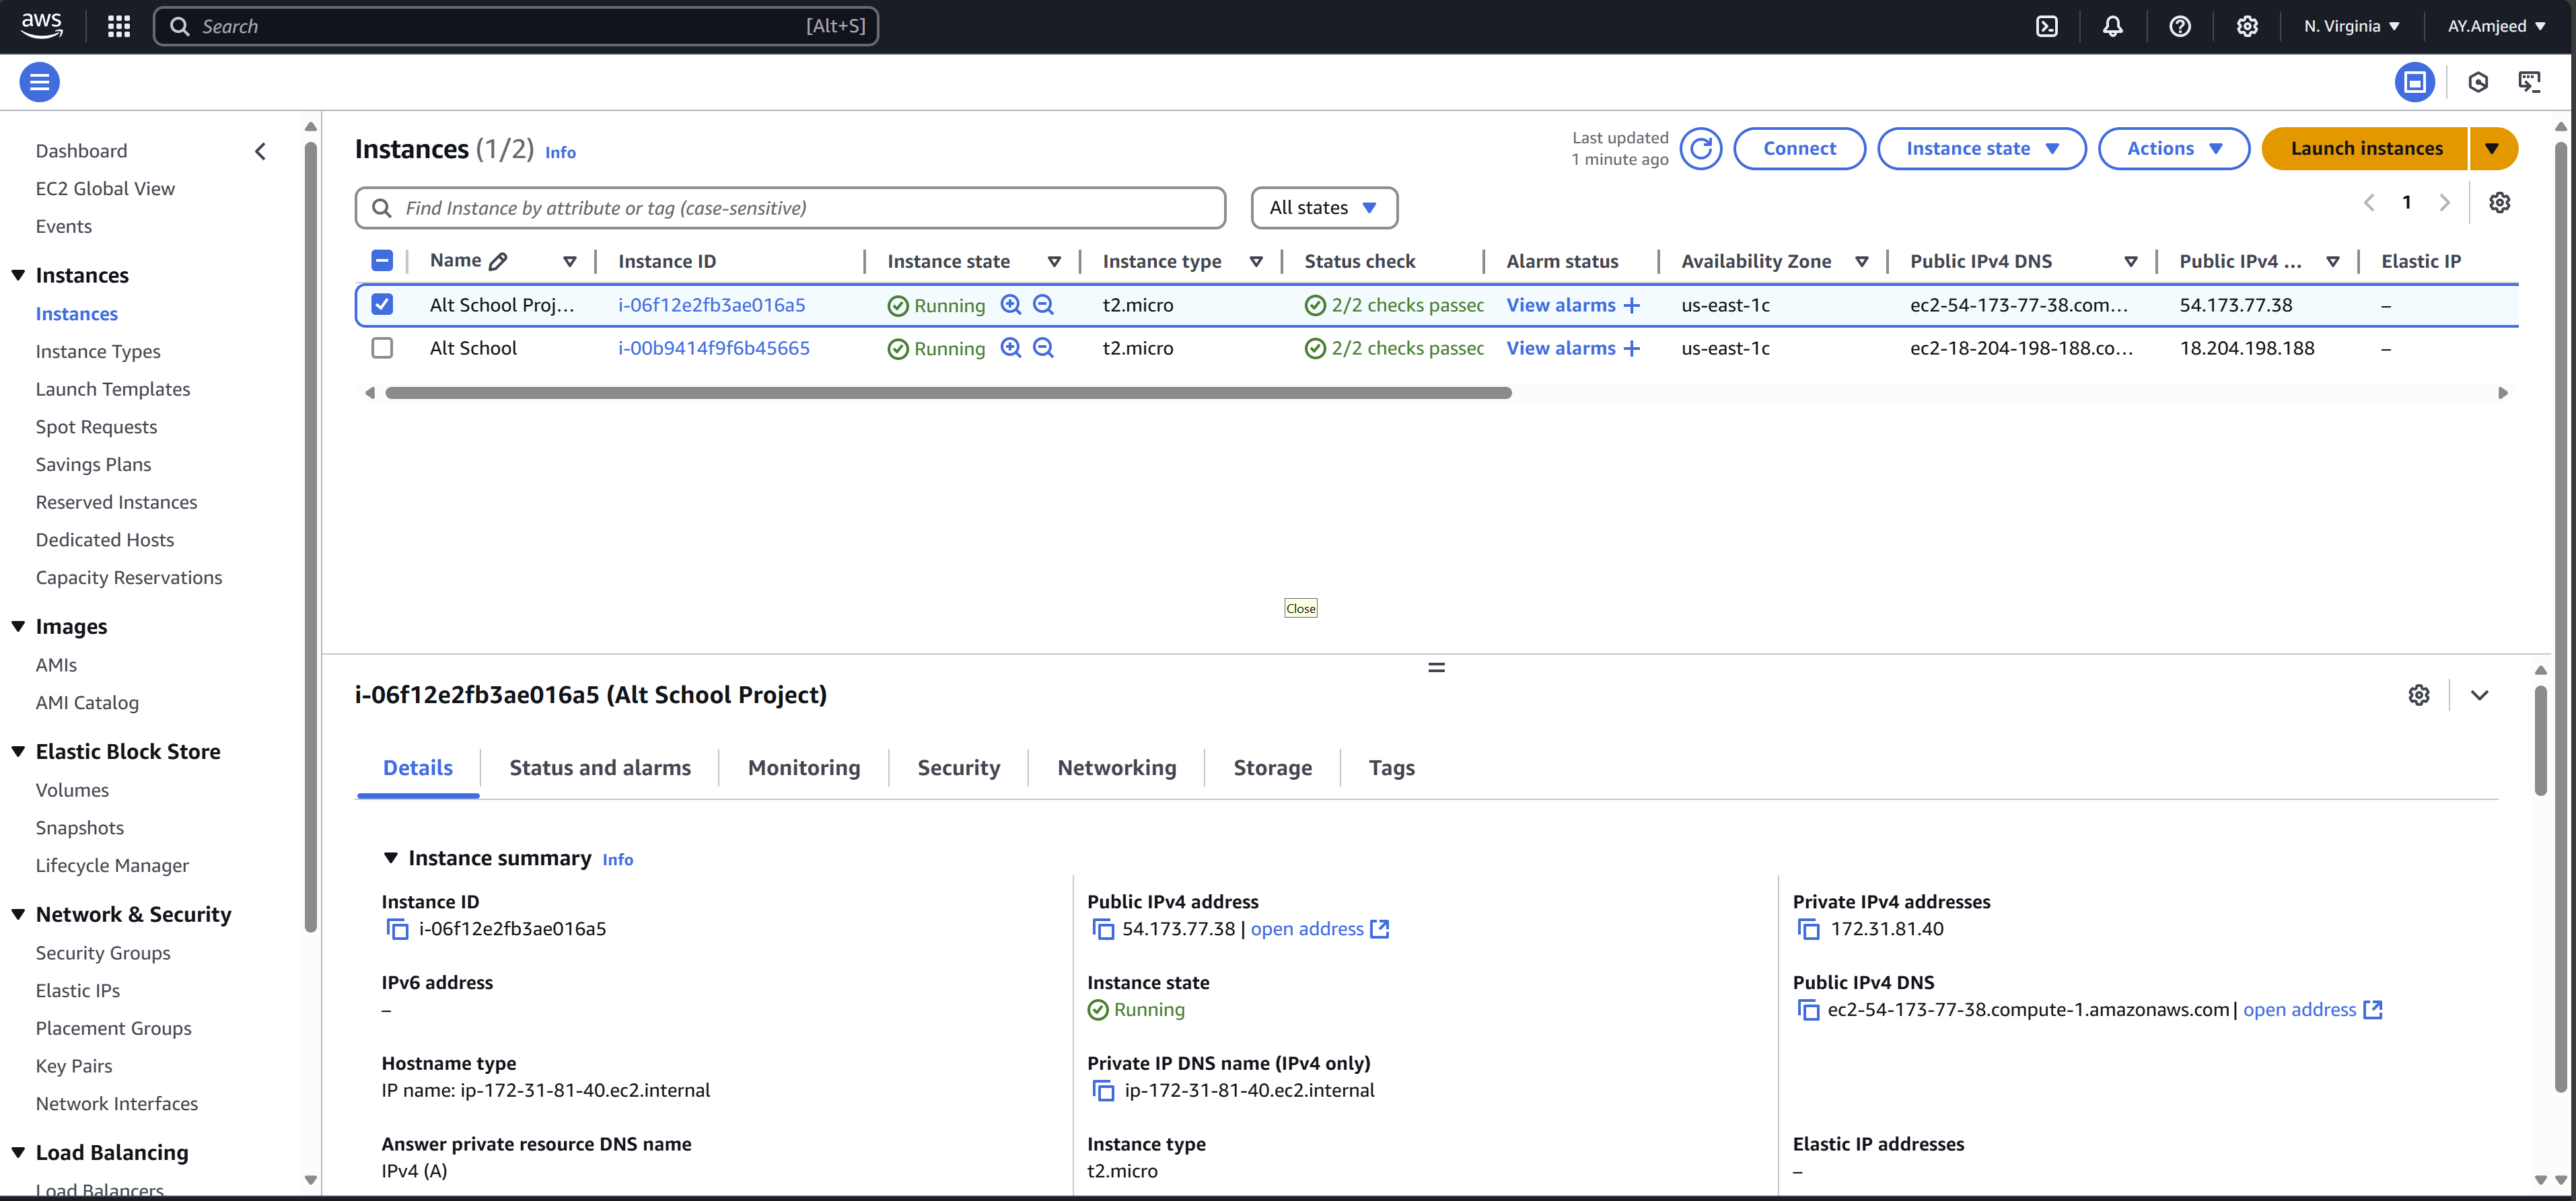 aws
Search [Alt+S]
N. Virginia
AY.Amjeed
Dashboard
EC2 Global View
Events
Instances
Instances
Instance Types
Launch Templates
Spot Requests
Savings Plans
Reserved Instances
Dedicated Hosts
Capacity Reservations
Images
AMIs
AMI Catalog
Elastic Block Store
Volumes
Snapshots
Lifecycle Manager
Network & Security
Security Groups
Elastic IPs
Placement Groups
Key Pairs
Network Interfaces
Load Balancing
Load Balancers
Instances (1/2) Info
Last updated
1 minute ago
Connect
Instance state
Actions
Launch instances
Find Instance by attribute or tag (case-sensitive)
All states
1
Name Instance ID Instance state Instance type Status check Alarm status Availability Zone Public IPv4 DNS Public IPv4 ... Elastic IP
Alt School Proj... i-06f12e2fb3ae016a5 Running t2.micro 2/2 checks passec View alarms + us-east-1c ec2-54-173-77-38.com... 54.173.77.38 –
Alt School i-00b9414f9f6b45665 Running t2.micro 2/2 checks passec View alarms + us-east-1c ec2-18-204-198-188.co... 18.204.198.188 –
Close
i-06f12e2fb3ae016a5 (Alt School Project)
Details Status and alarms Monitoring Security Networking Storage Tags
Instance summary Info
Instance ID
i-06f12e2fb3ae016a5
Public IPv4 address
54.173.77.38 | open address
Private IPv4 addresses
172.31.81.40
IPv6 address
–
Instance state
Running
Public IPv4 DNS
ec2-54-173-77-38.compute-1.amazonaws.com | open address
Hostname type
IP name: ip-172-31-81-40.ec2.internal
Private IP DNS name (IPv4 only)
ip-172-31-81-40.ec2.internal
Answer private resource DNS name
IPv4 (A)
Instance type
t2.micro
Elastic IP addresses
–